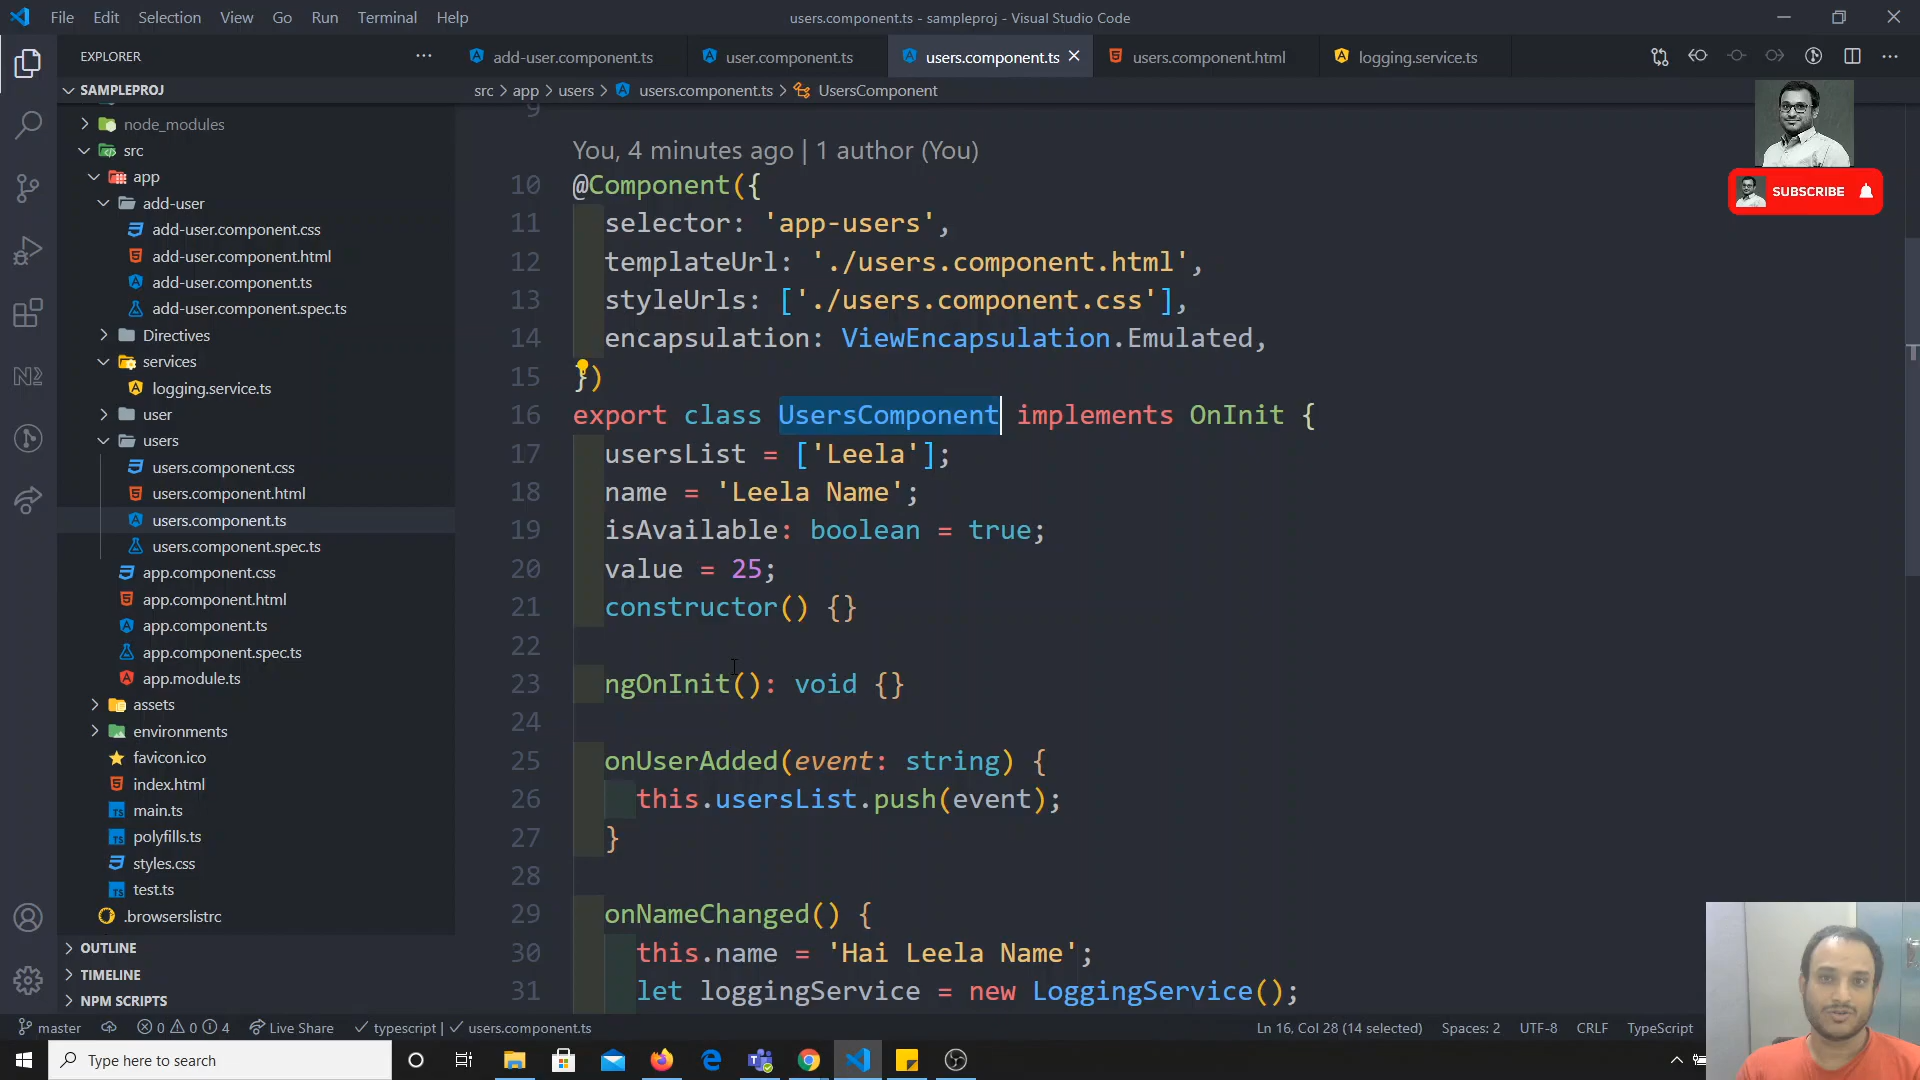 File Edit Selection View Go Run Terminal Help
users.component.ts - sampleproj - Visual Studio Code
EXPLORER
add-user.component.ts
user.component.ts
users.component.ts
users.component.html
logging.service.ts
SAMPLEPROJ
src > app > users > users.component.ts > UsersComponent
node_modules
src
app
add-user
add-user.component.css
add-user.component.html
add-user.component.ts
add-user.component.spec.ts
Directives
services
logging.service.ts
user
users
users.component.css
users.component.html
users.component.ts
users.component.spec.ts
app.component.css
app.component.html
app.component.ts
app.component.spec.ts
app.module.ts
assets
environments
favicon.ico
index.html
main.ts
polyfills.ts
styles.css
test.ts
.browserslistrc
OUTLINE
TIMELINE
NPM SCRIPTS
9
You, 4 minutes ago | 1 author (You)
10 @Component({
11 selector: 'app-users',
12 templateUrl: './users.component.html',
13 styleUrls: ['./users.component.css'],
14 encapsulation: ViewEncapsulation.Emulated,
15 })
16 export class UsersComponent implements OnInit {
17 usersList = ['Leela'];
18 name = 'Leela Name';
19 isAvailable: boolean = true;
20 value = 25;
21 constructor() {}
22
23 ngOnInit(): void {}
24
25 onUserAdded(event: string) {
26 this.usersList.push(event);
27 }
28
29 onNameChanged() {
30 this.name = 'Hai Leela Name';
31 let loggingService = new LoggingService();
SUBSCRIBE
master 0 0 4 Live Share typescript | users.component.ts
Ln 16, Col 28 (14 selected) Spaces: 2 UTF-8 CRLF TypeScript
Type here to search